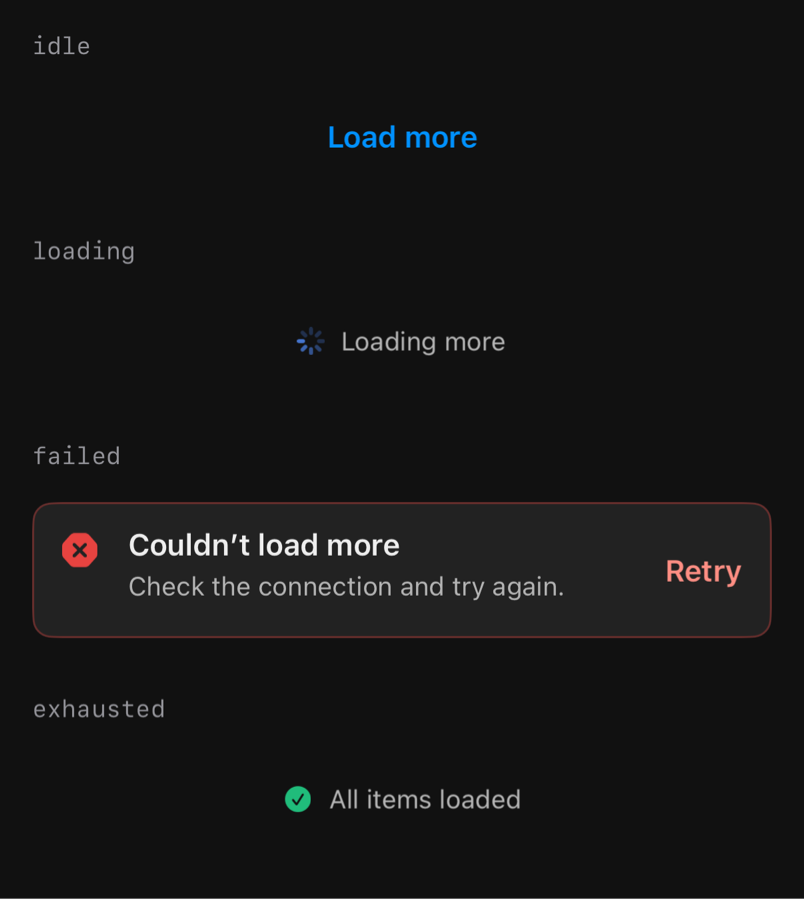 idle
Load more
loading
Loading more
failed
Couldn’t load more
Check the connection and try again.
Retry
exhausted
All items loaded